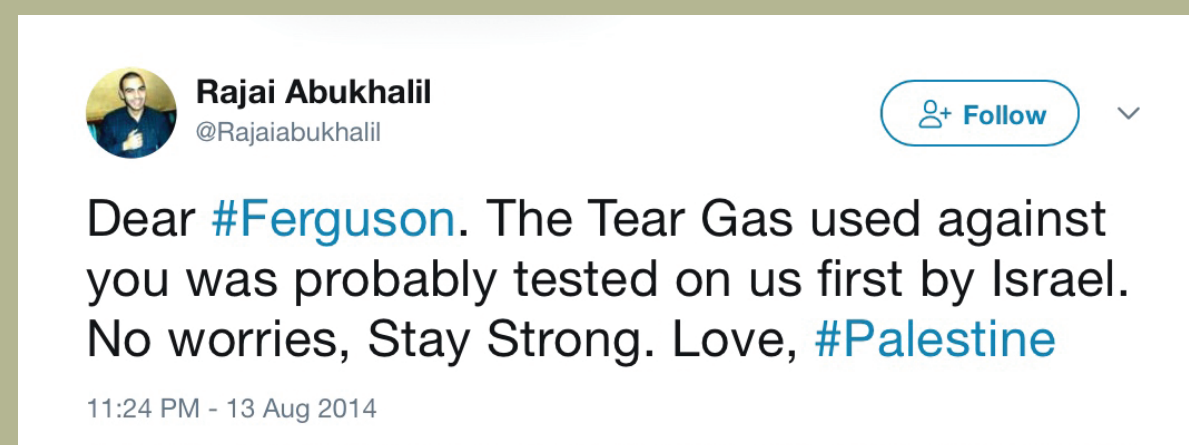 Rajai Abukhalil
@Rajaiabukhalil
Follow
Dear #Ferguson. The Tear Gas used against
you was probably tested on us first by Israel.
No worries, Stay Strong. Love, #Palestine
11:24 PM - 13 Aug 2014